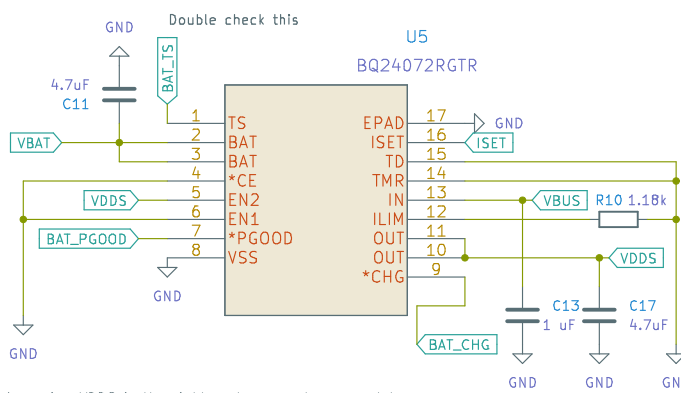 Double check this
GND
U5
BQ24072RGTR
4.7uF
C11
BAT_TS
VBAT
1 TS
2 BAT
3 BAT
4 *CE
5 EN2
6 EN1
7 *PGOOD
8 VSS
VDDS
BAT_PGOOD
GND
GND
EPAD 17
ISET 16
TD 15
TMR 14
IN 13
ILIM 12
OUT 11
OUT 10
*CHG 9
GND
ISET
VBUS
R10 1.18k
VDDS
BAT_CHG
C13
1 uF
C17
4.7uF
GND
GND